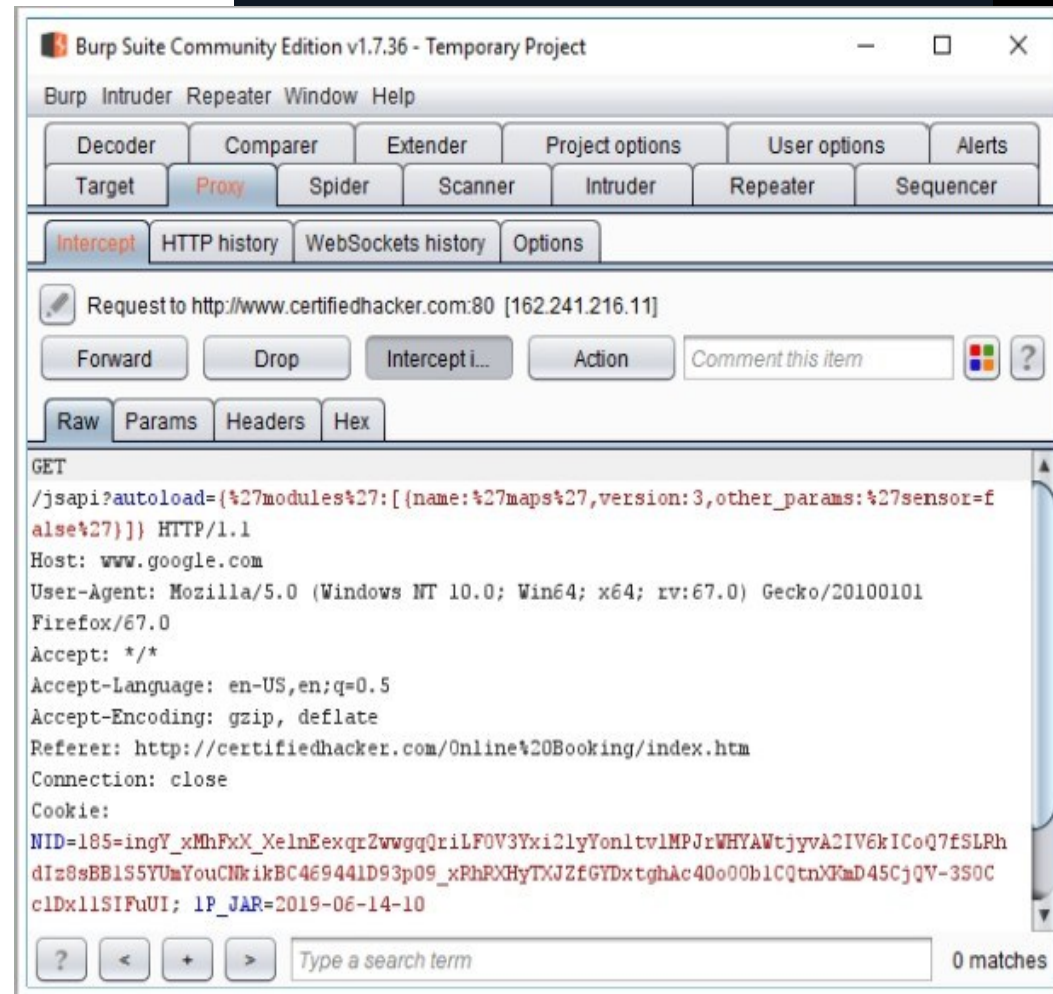 Burp Suite Community Edition v1.7.36 - Temporary Project
Burp Intruder Repeater Window Help
Decoder Comparer Extender Project options User options Alerts
Target Proxy Spider Scanner Intruder Repeater Sequencer
Intercept HTTP history WebSockets history Options
Request to http://www.certifiedhacker.com:80 [162.241.216.11]
Forward Drop Intercept i... Action Comment this item ?
Raw Params Headers Hex
GET
/jsapi?autoload={%27modules%27:[{name:%27maps%27,version:3,other_params:%27sensor=f
alse%27}]} HTTP/1.1
Host: www.google.com
User-Agent: Mozilla/5.0 (Windows NT 10.0; Win64; x64; rv:67.0) Gecko/20100101
Firefox/67.0
Accept: */*
Accept-Language: en-US,en;q=0.5
Accept-Encoding: gzip, deflate
Referer: http://certifiedhacker.com/Online%20Booking/index.htm
Connection: close
Cookie:
NID=185=ingY_xMhFxX_XelnEexqrZwwgqQriLF0V3Yxi2lyYonltvlMPJrWHYAWtjyvA2IV6kICoQ7fSLRh
dIz8sBB1S5YUmYouCNkikBC469441D93p09_xRhRXHyTXJZfGYDxtghAc40o00blCQtnXKmD45CjQV-3S0C
clDxl1SIFuUI; 1P_JAR=2019-06-14-10
? < + > Type a search term 0 matches